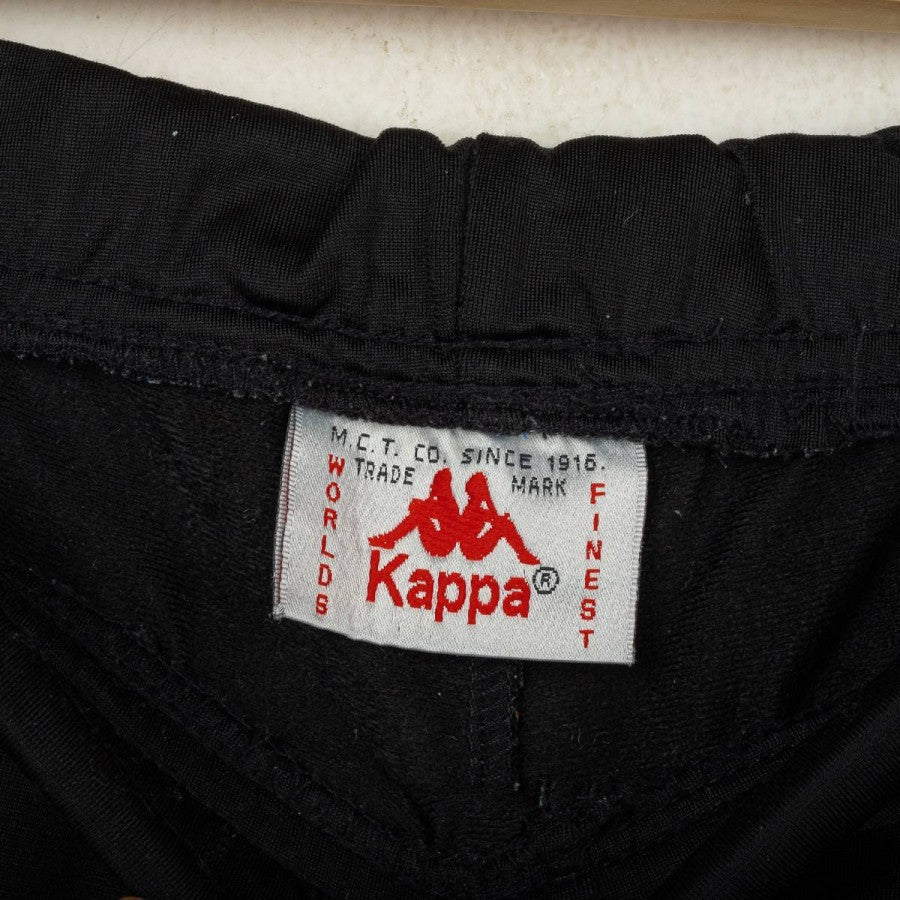 M.C.T. CO. SINCE 1916.
TRADE MARK
WORLDS
FINEST
Kappa®